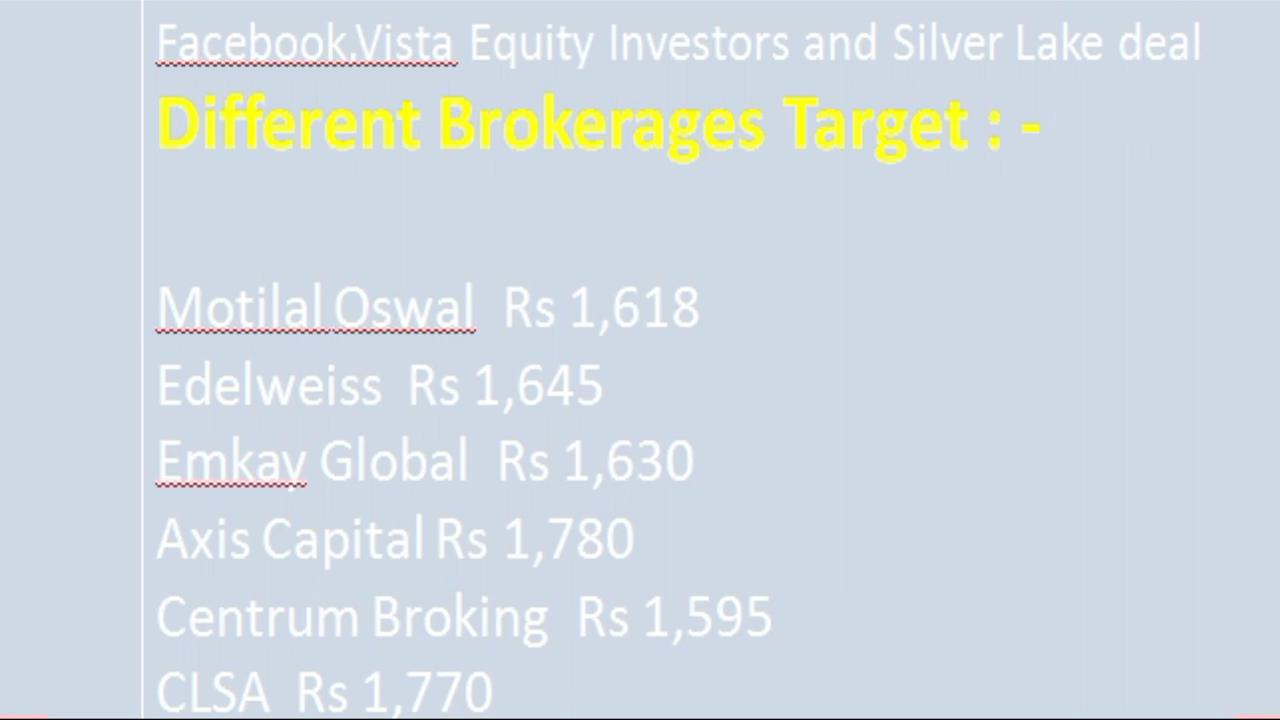 Facebook,Vista Equity Investors and Silver Lake deal
Different Brokerages Target : -
Motilal Oswal Rs 1,618
Edelweiss Rs 1,645
Emkay Global Rs 1,630
Axis Capital Rs 1,780
Centrum Broking Rs 1,595
CLSA Rs 1,770